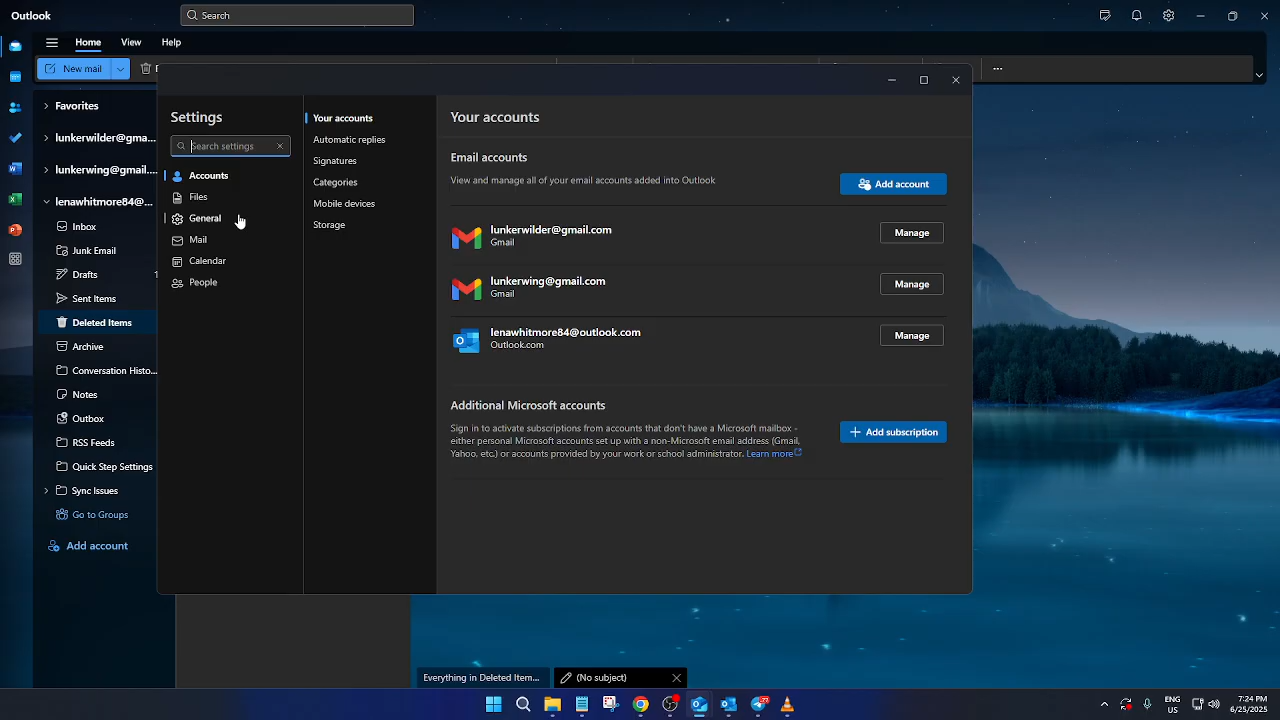 Outlook
Search
Home
View
Help
New mail
Favorites
lunkerwilder@gma...
lunkerwing@gmail....
lenawhitmore84@...
Inbox
Junk Email
Drafts
1
Sent Items
Deleted Items
Archive
Conversation Histo...
Notes
Outbox
RSS Feeds
Quick Step Settings
Sync Issues
Go to Groups
Add account
Settings
Search settings
Accounts
Files
General
Mail
Calendar
People
Your accounts
Automatic replies
Signatures
Categories
Mobile devices
Storage
Your accounts
Email accounts
View and manage all of your email accounts added into Outlook
Add account
lunkerwilder@gmail.com
Gmail
Manage
lunkerwing@gmail.com
Gmail
Manage
lenawhitmore84@outlook.com
Outlook.com
Manage
Additional Microsoft accounts
Sign in to activate subscriptions from accounts that don't have a Microsoft mailbox -
either personal Microsoft accounts set up with a non-Microsoft email address (Gmail,
Yahoo, etc.) or accounts provided by your work or school administrator. Learn more
Add subscription
Everything in Deleted Item...
(No subject)
ENG
US
7:24 PM
6/25/2025